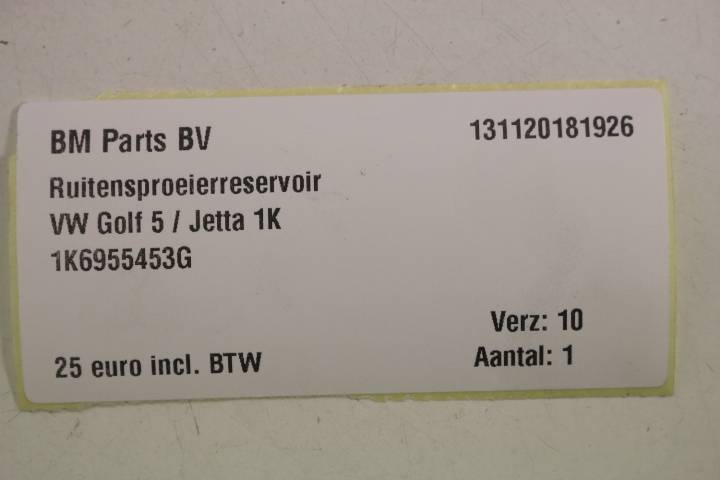 BM Parts BV
131120181926
Ruitensproeierreservoir
VW Golf 5 / Jetta 1K
1K6955453G
Verz: 10
25 euro incl. BTW
Aantal: 1